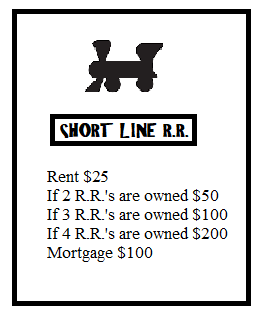 SHORT LINE R.R.
Rent $25
If 2 R.R.'s are owned $50
If 3 R.R.'s are owned $100
If 4 R.R.'s are owned $200
Mortgage $100